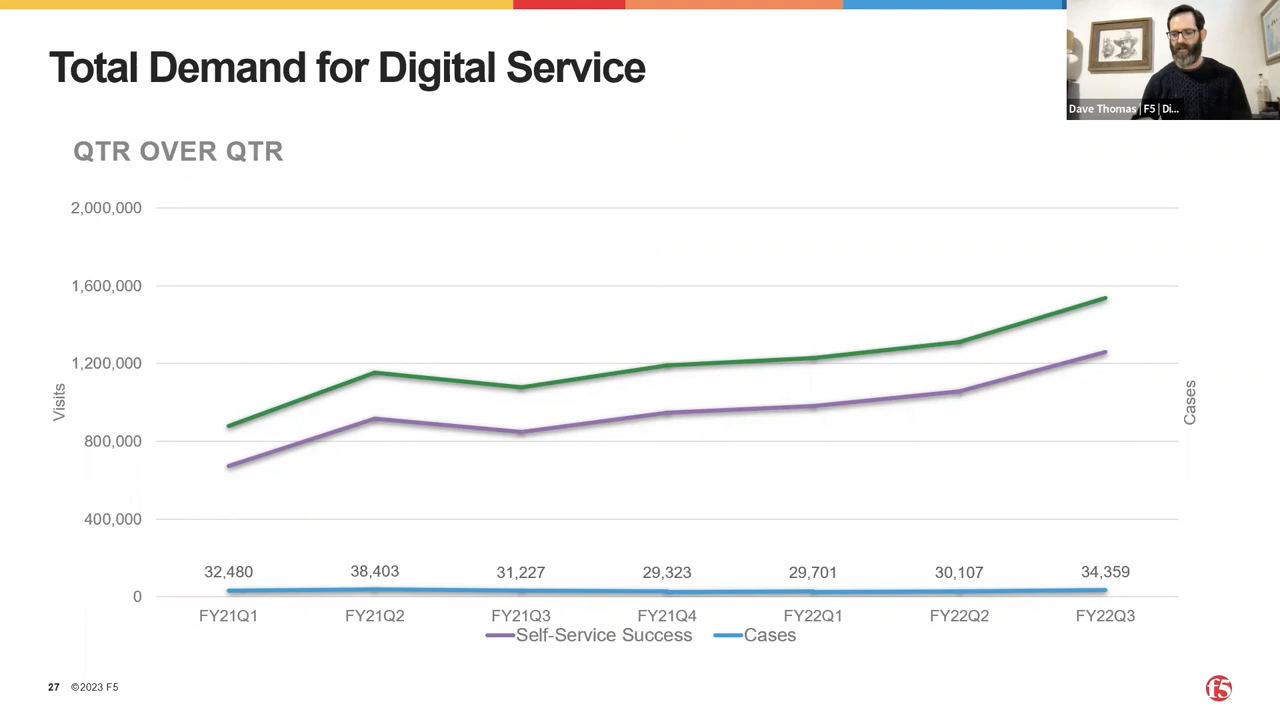 Total Demand for Digital Service
Dave Thomas | F5 | Di...
QTR OVER QTR
2,000,000
1,600,000
1,200,000
800,000
400,000
0
Visits
Cases
32,480 38,403 31,227 29,323 29,701 30,107 34,359
FY21Q1 FY21Q2 FY21Q3 FY21Q4 FY22Q1 FY22Q2 FY22Q3
Self-Service Success Cases
27 ©2023 F5
f5